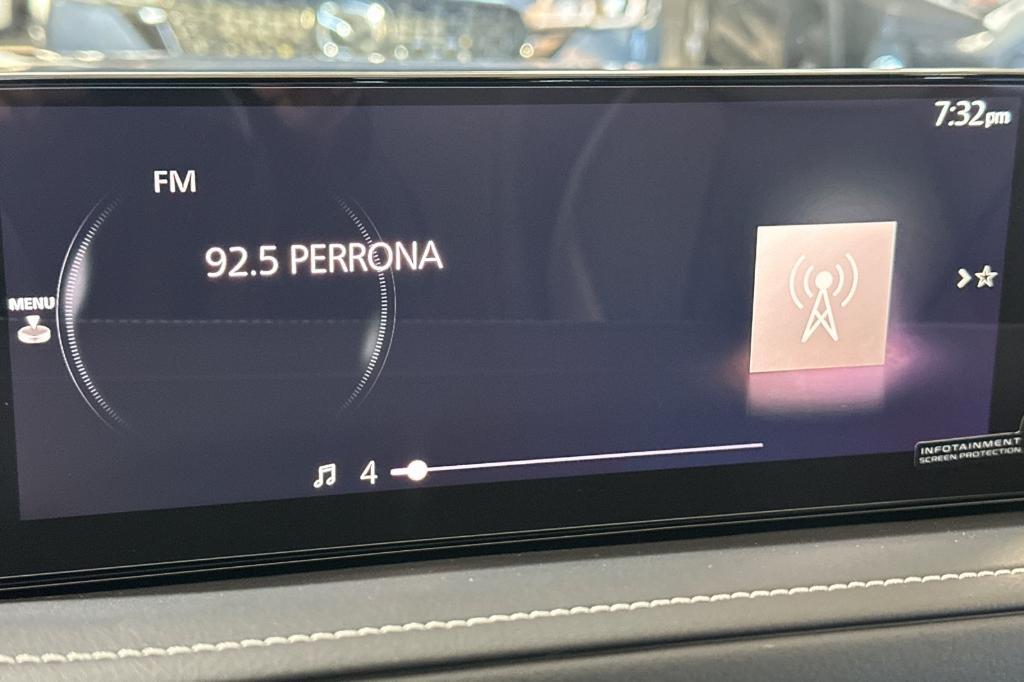 7:32pm
FM
92.5 PERRONA
MENU
4
INFOTAINMENT
SCREEN PROTECTION